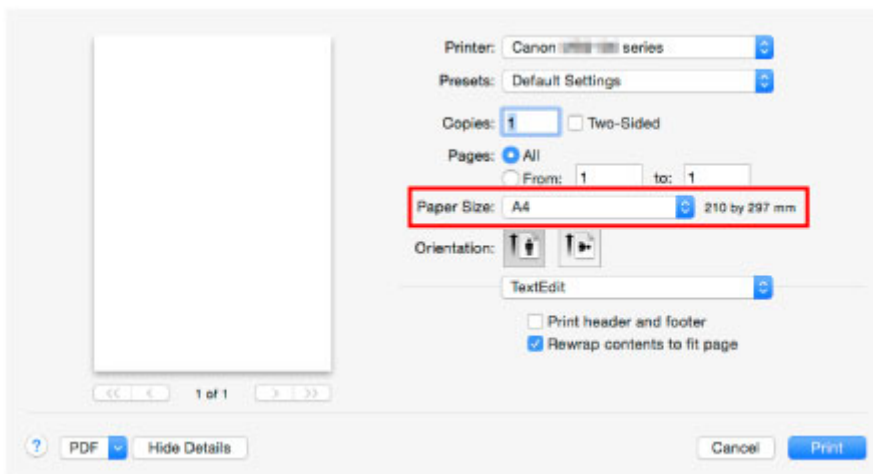 Printer: Canon series
Presets: Default Settings
Copies: 1 Two-Sided
Pages: All
From: 1 to: 1
Paper Size: A4 210 by 297 mm
Orientation:
TextEdit
Print header and footer
Rewrap contents to fit page
<< < 1 of 1 > >>
? PDF Hide Details Cancel Print